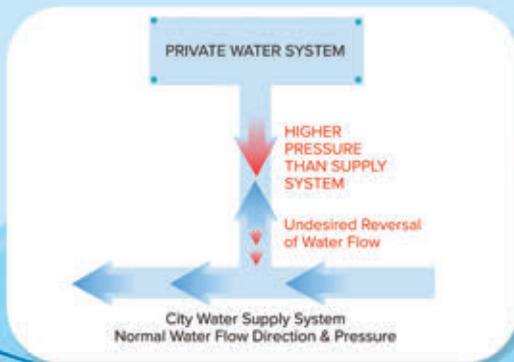 PRIVATE WATER SYSTEM
HIGHER
PRESSURE
THAN SUPPLY
SYSTEM
Undesired Reversal
of Water Flow
City Water Supply System
Normal Water Flow Direction & Pressure